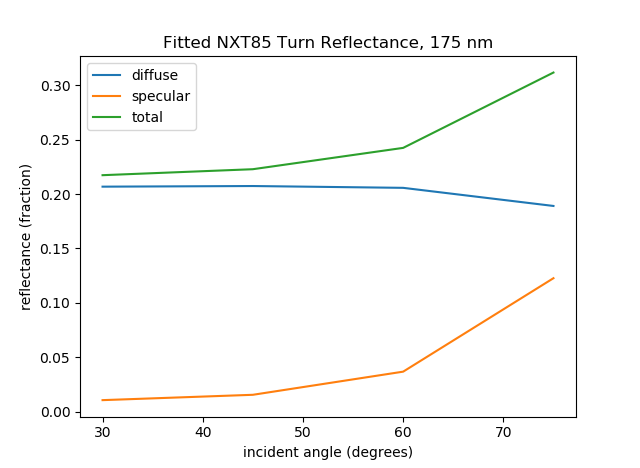 Fitted NXT85 Turn Reflectance, 175 nm
diffuse
specular
total
reflectance (fraction)
0.30
0.25
0.20
0.15
0.10
0.05
0.00
30 40 50 60 70
incident angle (degrees)